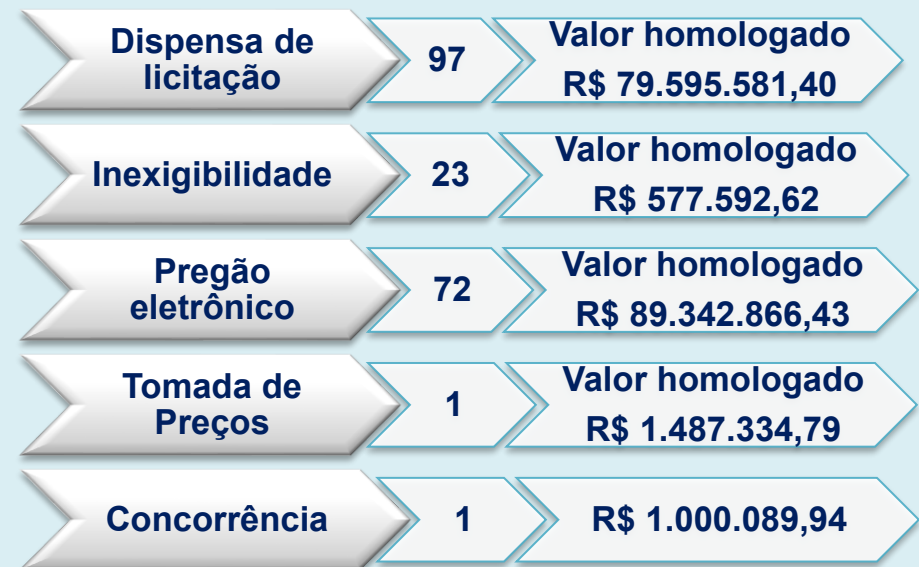 Dispensa de
licitação
97
Valor homologado
R$ 79.595.581,40
Inexigibilidade
23
Valor homologado
R$ 577.592,62
Pregão
eletrônico
72
Valor homologado
R$ 89.342.866,43
Tomada de
Preços
1
Valor homologado
R$ 1.487.334,79
Concorrência
1
R$ 1.000.089,94